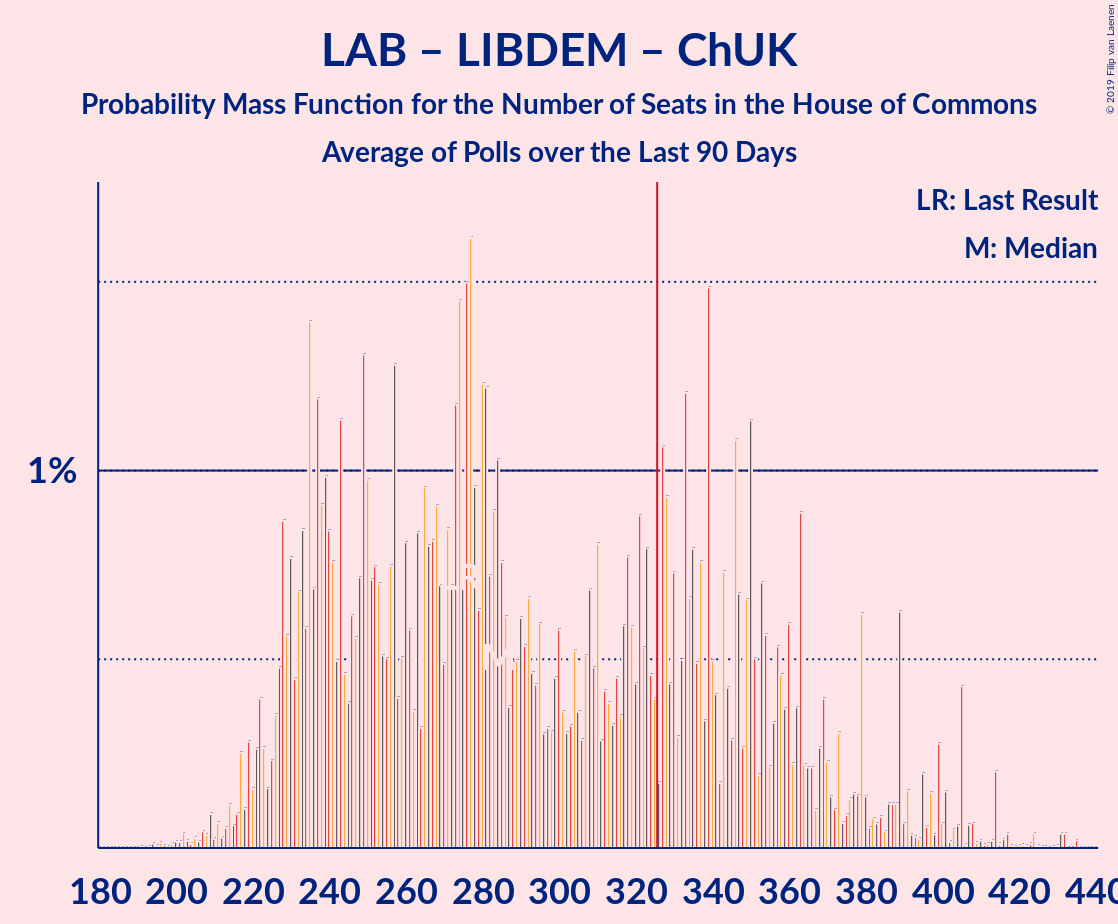 LAB – LIBDEM – ChUK
Probability Mass Function for the Number of Seats in the House of Commons
Average of Polls over the Last 90 Days
© 2019 Filip van Laenen
LR: Last Result
M: Median
1%
LR
M
180 200 220 240 260 280 300 320 340 360 380 400 420 440